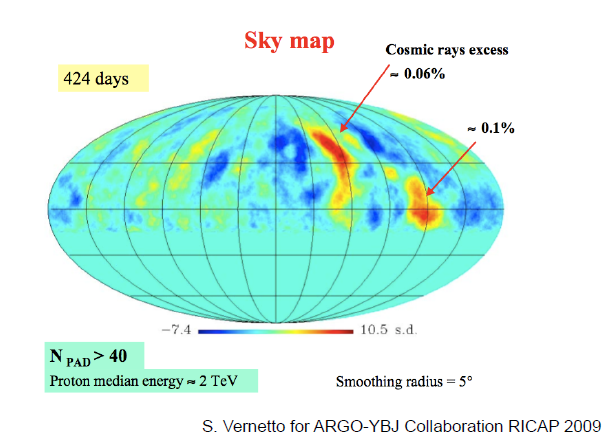 Sky map
Cosmic rays excess
≈ 0.06%
424 days
≈ 0.1%
−7.4 10.5 s.d.
N PAD > 40
Proton median energy ≈ 2 TeV
Smoothing radius = 5°
S. Vernetto for ARGO-YBJ Collaboration RICAP 2009